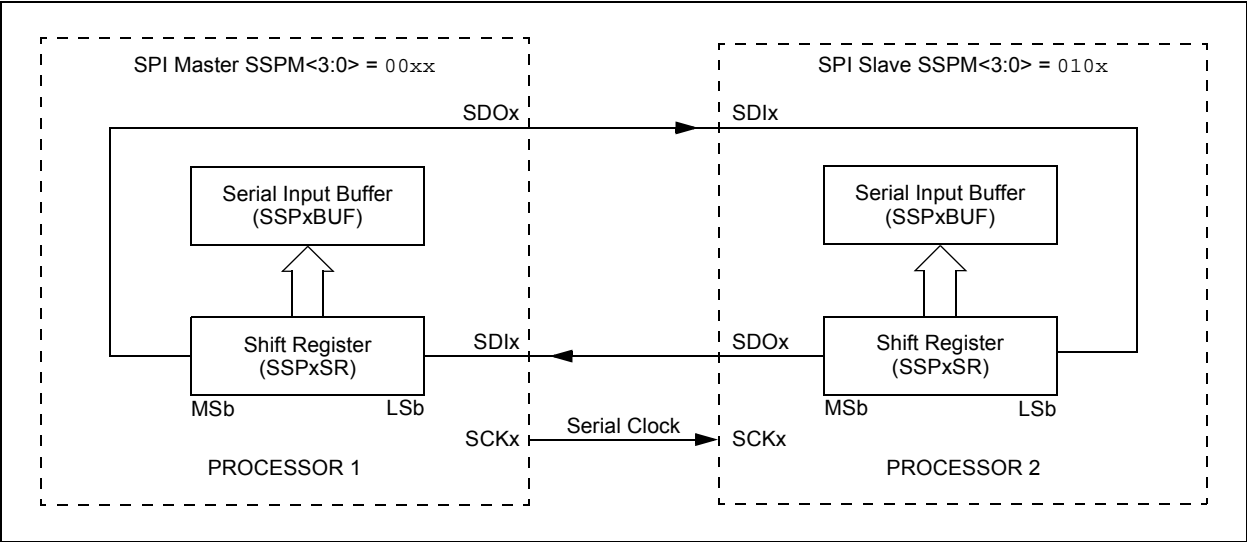 SPI Master SSPM<3:0> = 00xx
SDOx
Serial Input Buffer
(SSPxBUF)
Shift Register
(SSPxSR)
MSb
LSb
SDIx
SCKx
PROCESSOR 1
Serial Clock
SPI Slave SSPM<3:0> = 010x
SDIx
Serial Input Buffer
(SSPxBUF)
SDOx
Shift Register
(SSPxSR)
MSb
LSb
SCKx
PROCESSOR 2